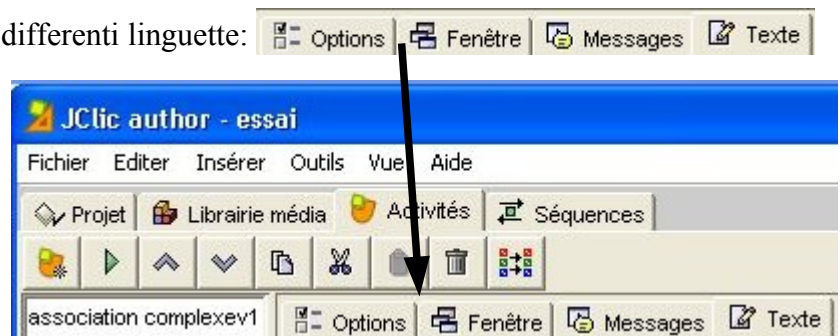 differenti linguette: Options Fenêtre Messages Texte
JClic author - essai
Fichier Editer Insérer Outils Vue Aide
Projet Librairie média Activités Séquences
association complexev1 Options Fenêtre Messages Texte